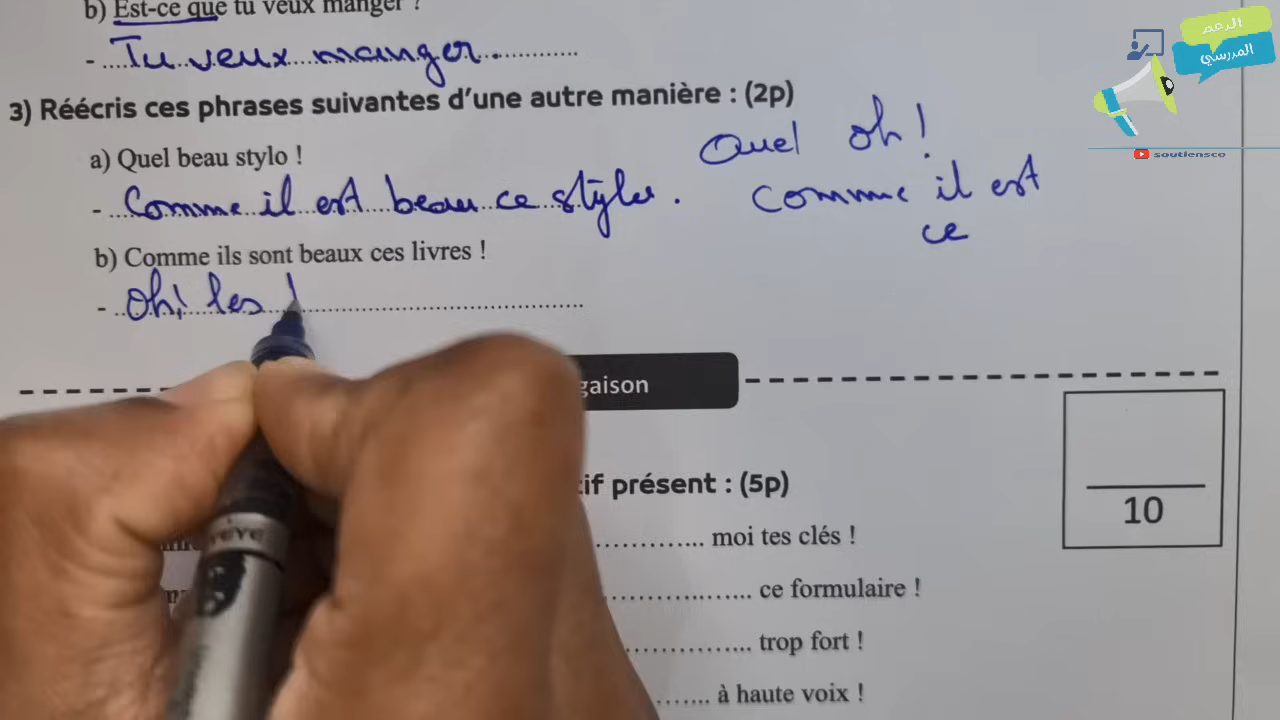 b) Est-ce que tu veux manger ?
- Tu veux manger.
3) Réécris ces phrases suivantes d'une autre manière : (2p)
a) Quel beau stylo !
- Comme il est beau ce stylo.
Quel oh !
Comme il est
ce
b) Comme ils sont beaux ces livres !
- Oh! les
gaison
tif présent : (5p)
............ moi tes clés !
10
.................. ce formulaire !
.................. trop fort !
....... à haute voix !
الدعم
المدرسي
soutiensco